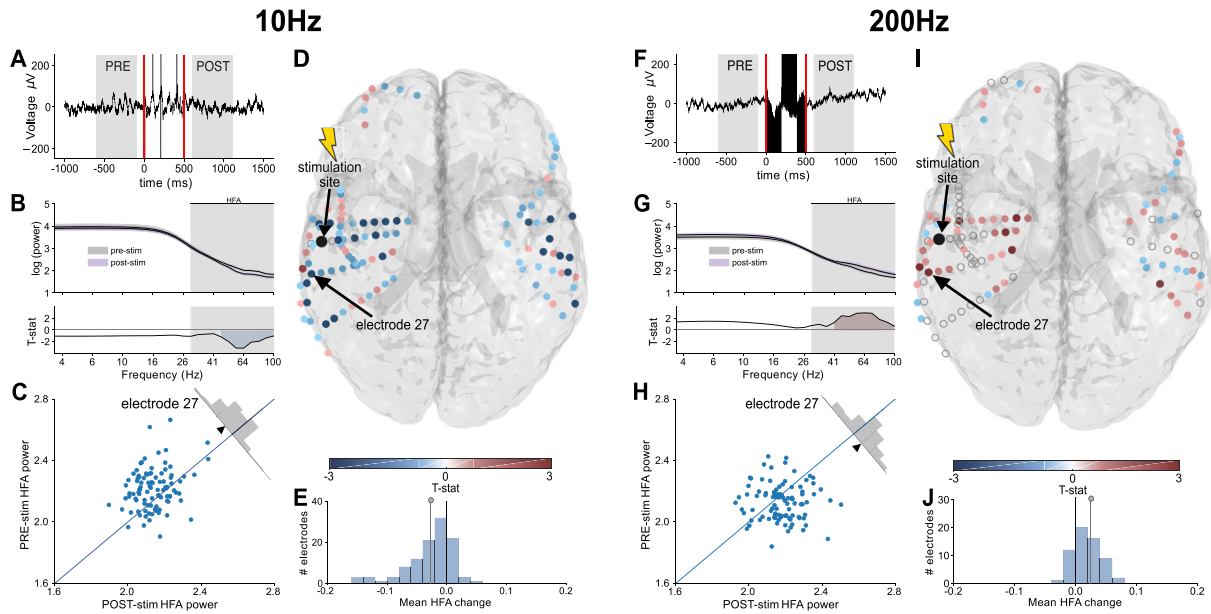 10Hz
200Hz
A
PRE
POST
Voltage μV
200
0
−200
-1000
-500
0
500
1000
1500
time (ms)
B
HFA
log (power)
5
4
3
2
1
pre-stim
post-stim
T-stat
2
0
-2
4
6
10
16
26
41
64
100
Frequency (Hz)
C
electrode 27
PRE-stim HFA power
2.8
2.4
2.0
1.6
1.6
2.0
2.4
2.8
POST-stim HFA power
D
stimulation
site
electrode 27
-3
0
3
T-stat
E
# electrodes
40
20
0
-0.2
-0.1
0.0
0.1
0.2
Mean HFA change
F
PRE
POST
Voltage μV
200
0
−200
-1000
-500
0
500
1000
1500
time (ms)
G
HFA
log (power)
5
4
3
2
1
pre-stim
post-stim
T-stat
2
0
-2
4
6
10
16
26
41
64
100
Frequency (Hz)
H
electrode 27
PRE-stim HFA power
2.8
2.4
2.0
1.6
1.6
2.0
2.4
2.8
POST-stim HFA power
I
stimulation
site
electrode 27
-3
0
3
T-stat
J
# electrodes
30
20
10
0
-0.2
-0.1
0.0
0.1
0.2
Mean HFA change